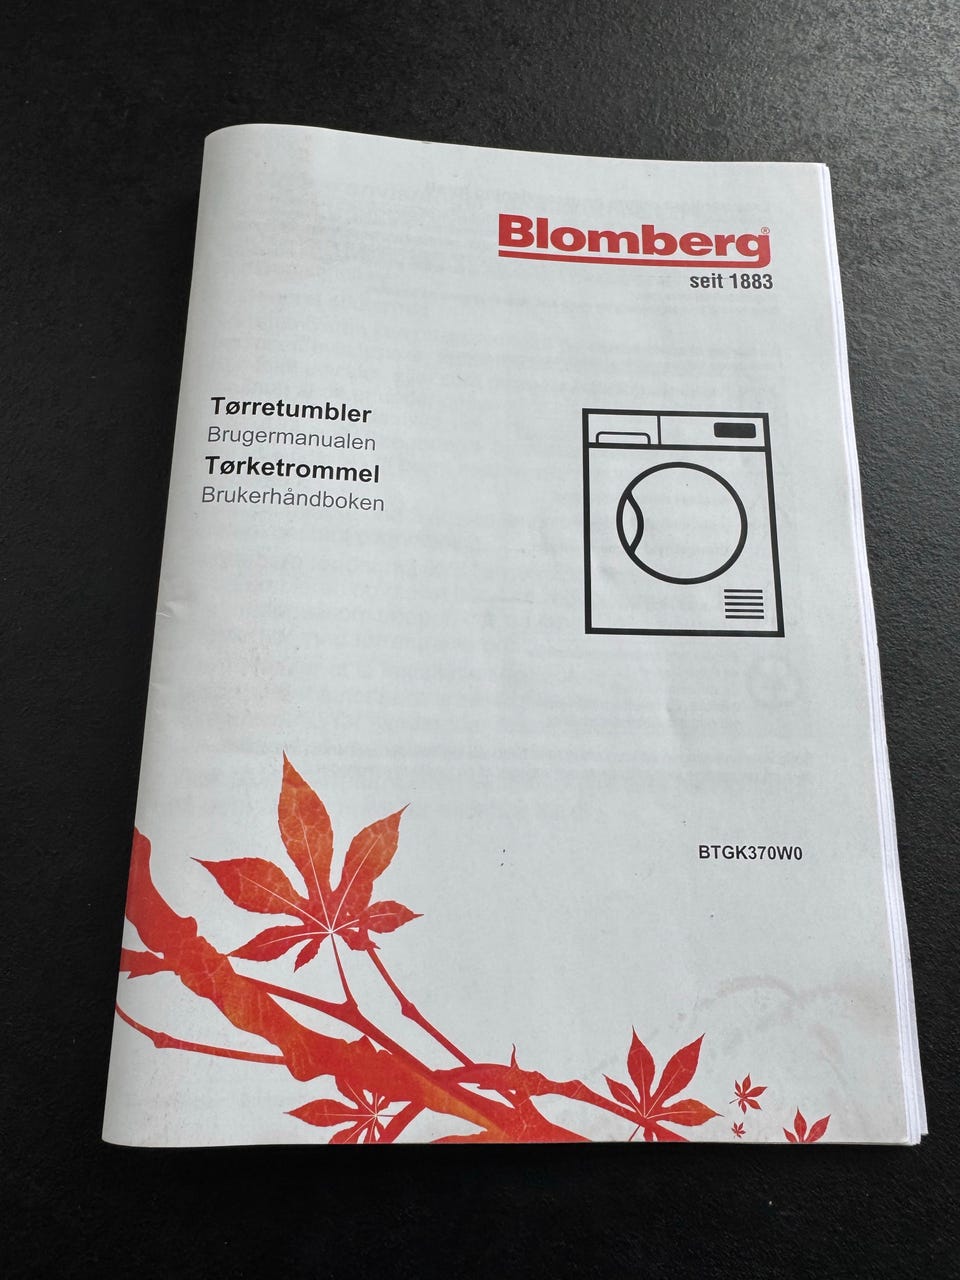 Blomberg®
seit 1883
Tørretumbler
Brugermanualen
Tørketrommel
Brukerhåndboken
BTGK370W0